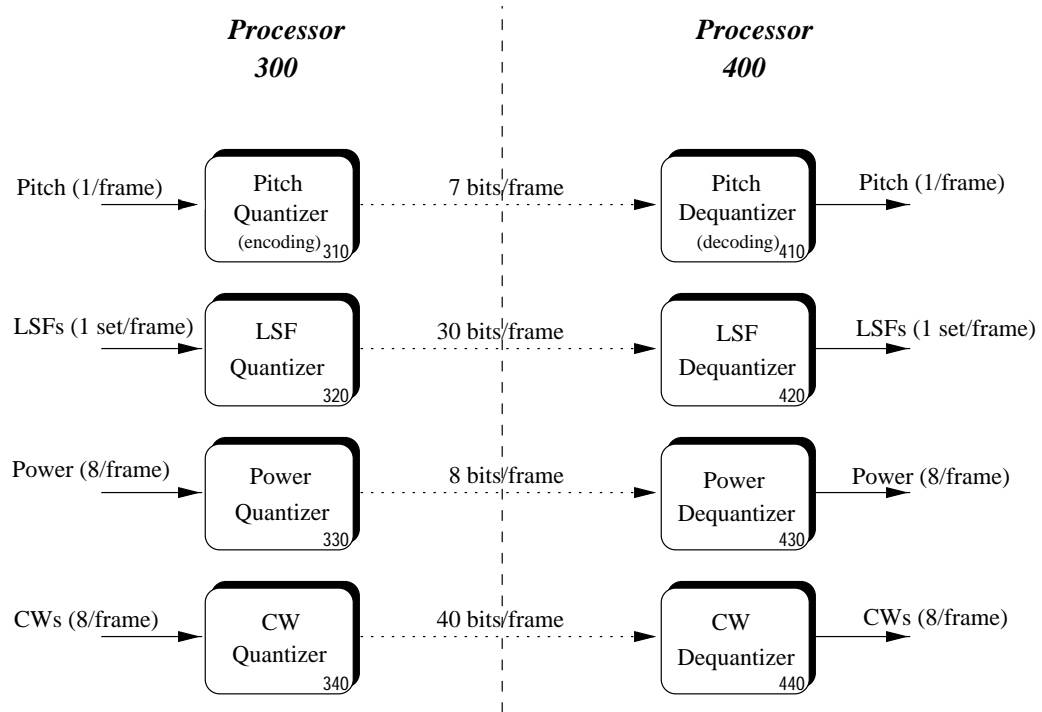 Processor
300
Processor
400
Pitch (1/frame)
Pitch
Quantizer
(encoding)
310
7 bits/frame
Pitch
Dequantizer
(decoding)
410
Pitch (1/frame)
LSFs (1 set/frame)
LSF
Quantizer
320
30 bits/frame
LSF
Dequantizer
420
LSFs (1 set/frame)
Power (8/frame)
Power
Quantizer
330
8 bits/frame
Power
Dequantizer
430
Power (8/frame)
CWs (8/frame)
CW
Quantizer
340
40 bits/frame
CW
Dequantizer
440
CWs (8/frame)